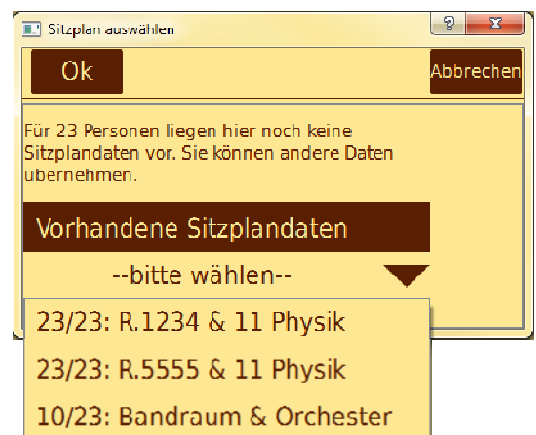 Sitzplan auswählen
Ok
Abbrechen
Für 23 Personen liegen hier noch keine
Sitzplandaten vor. Sie können andere Daten
übernehmen.
Vorhandene Sitzplandaten
--bitte wählen--
23/23: R.1234 & 11 Physik
23/23: R.5555 & 11 Physik
10/23: Bandraum & Orchester